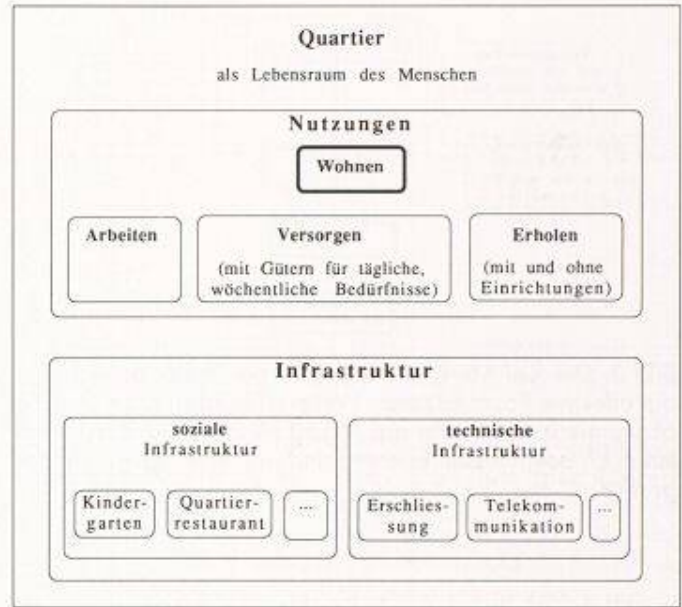 Quartier
als Lebensraum des Menschen
Nutzungen
Wohnen
Arbeiten
Versorgen
(mit Gütern für tägliche,
wöchentliche Bedürfnisse)
Erholen
(mit und ohne
Einrichtungen)
Infrastruktur
soziale
Infrastruktur
Kinder-
garten
Quartier-
restaurant
...
technische
Infrastruktur
Erschlies-
sung
Telekom-
munikation
...